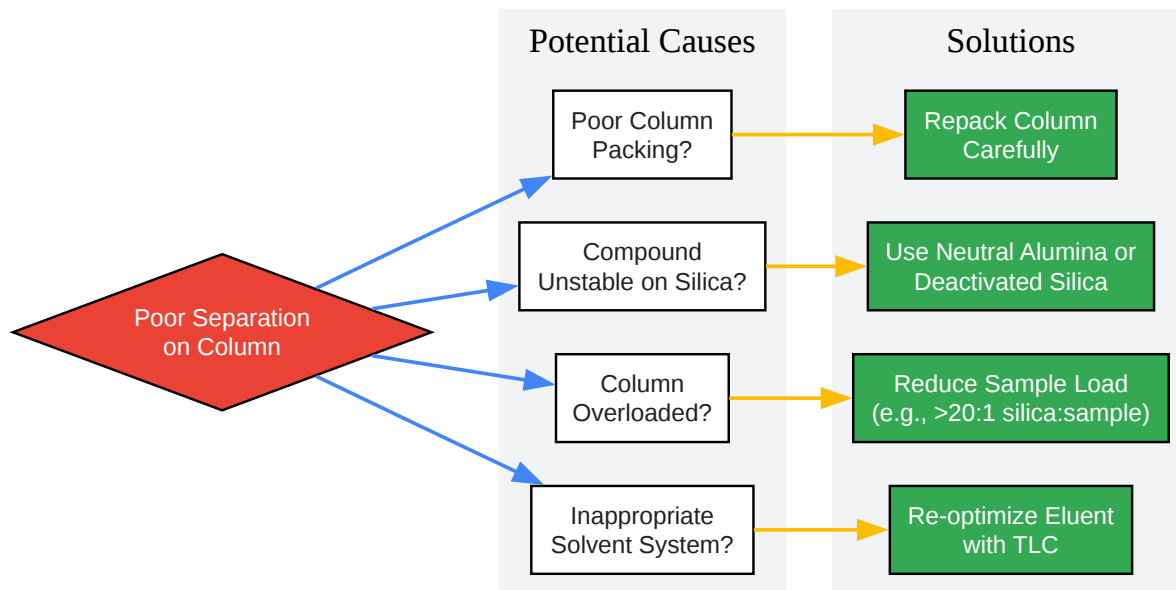 Potential Causes
Solutions
Poor Column
Packing?
Repack Column
Carefully
Compound
Unstable on Silica?
Use Neutral Alumina or
Deactivated Silica
Poor Separation
on Column
Column
Overloaded?
Reduce Sample Load
(e.g., >20:1 silica:sample)
Inappropriate
Solvent System?
Re-optimize Eluent
with TLC